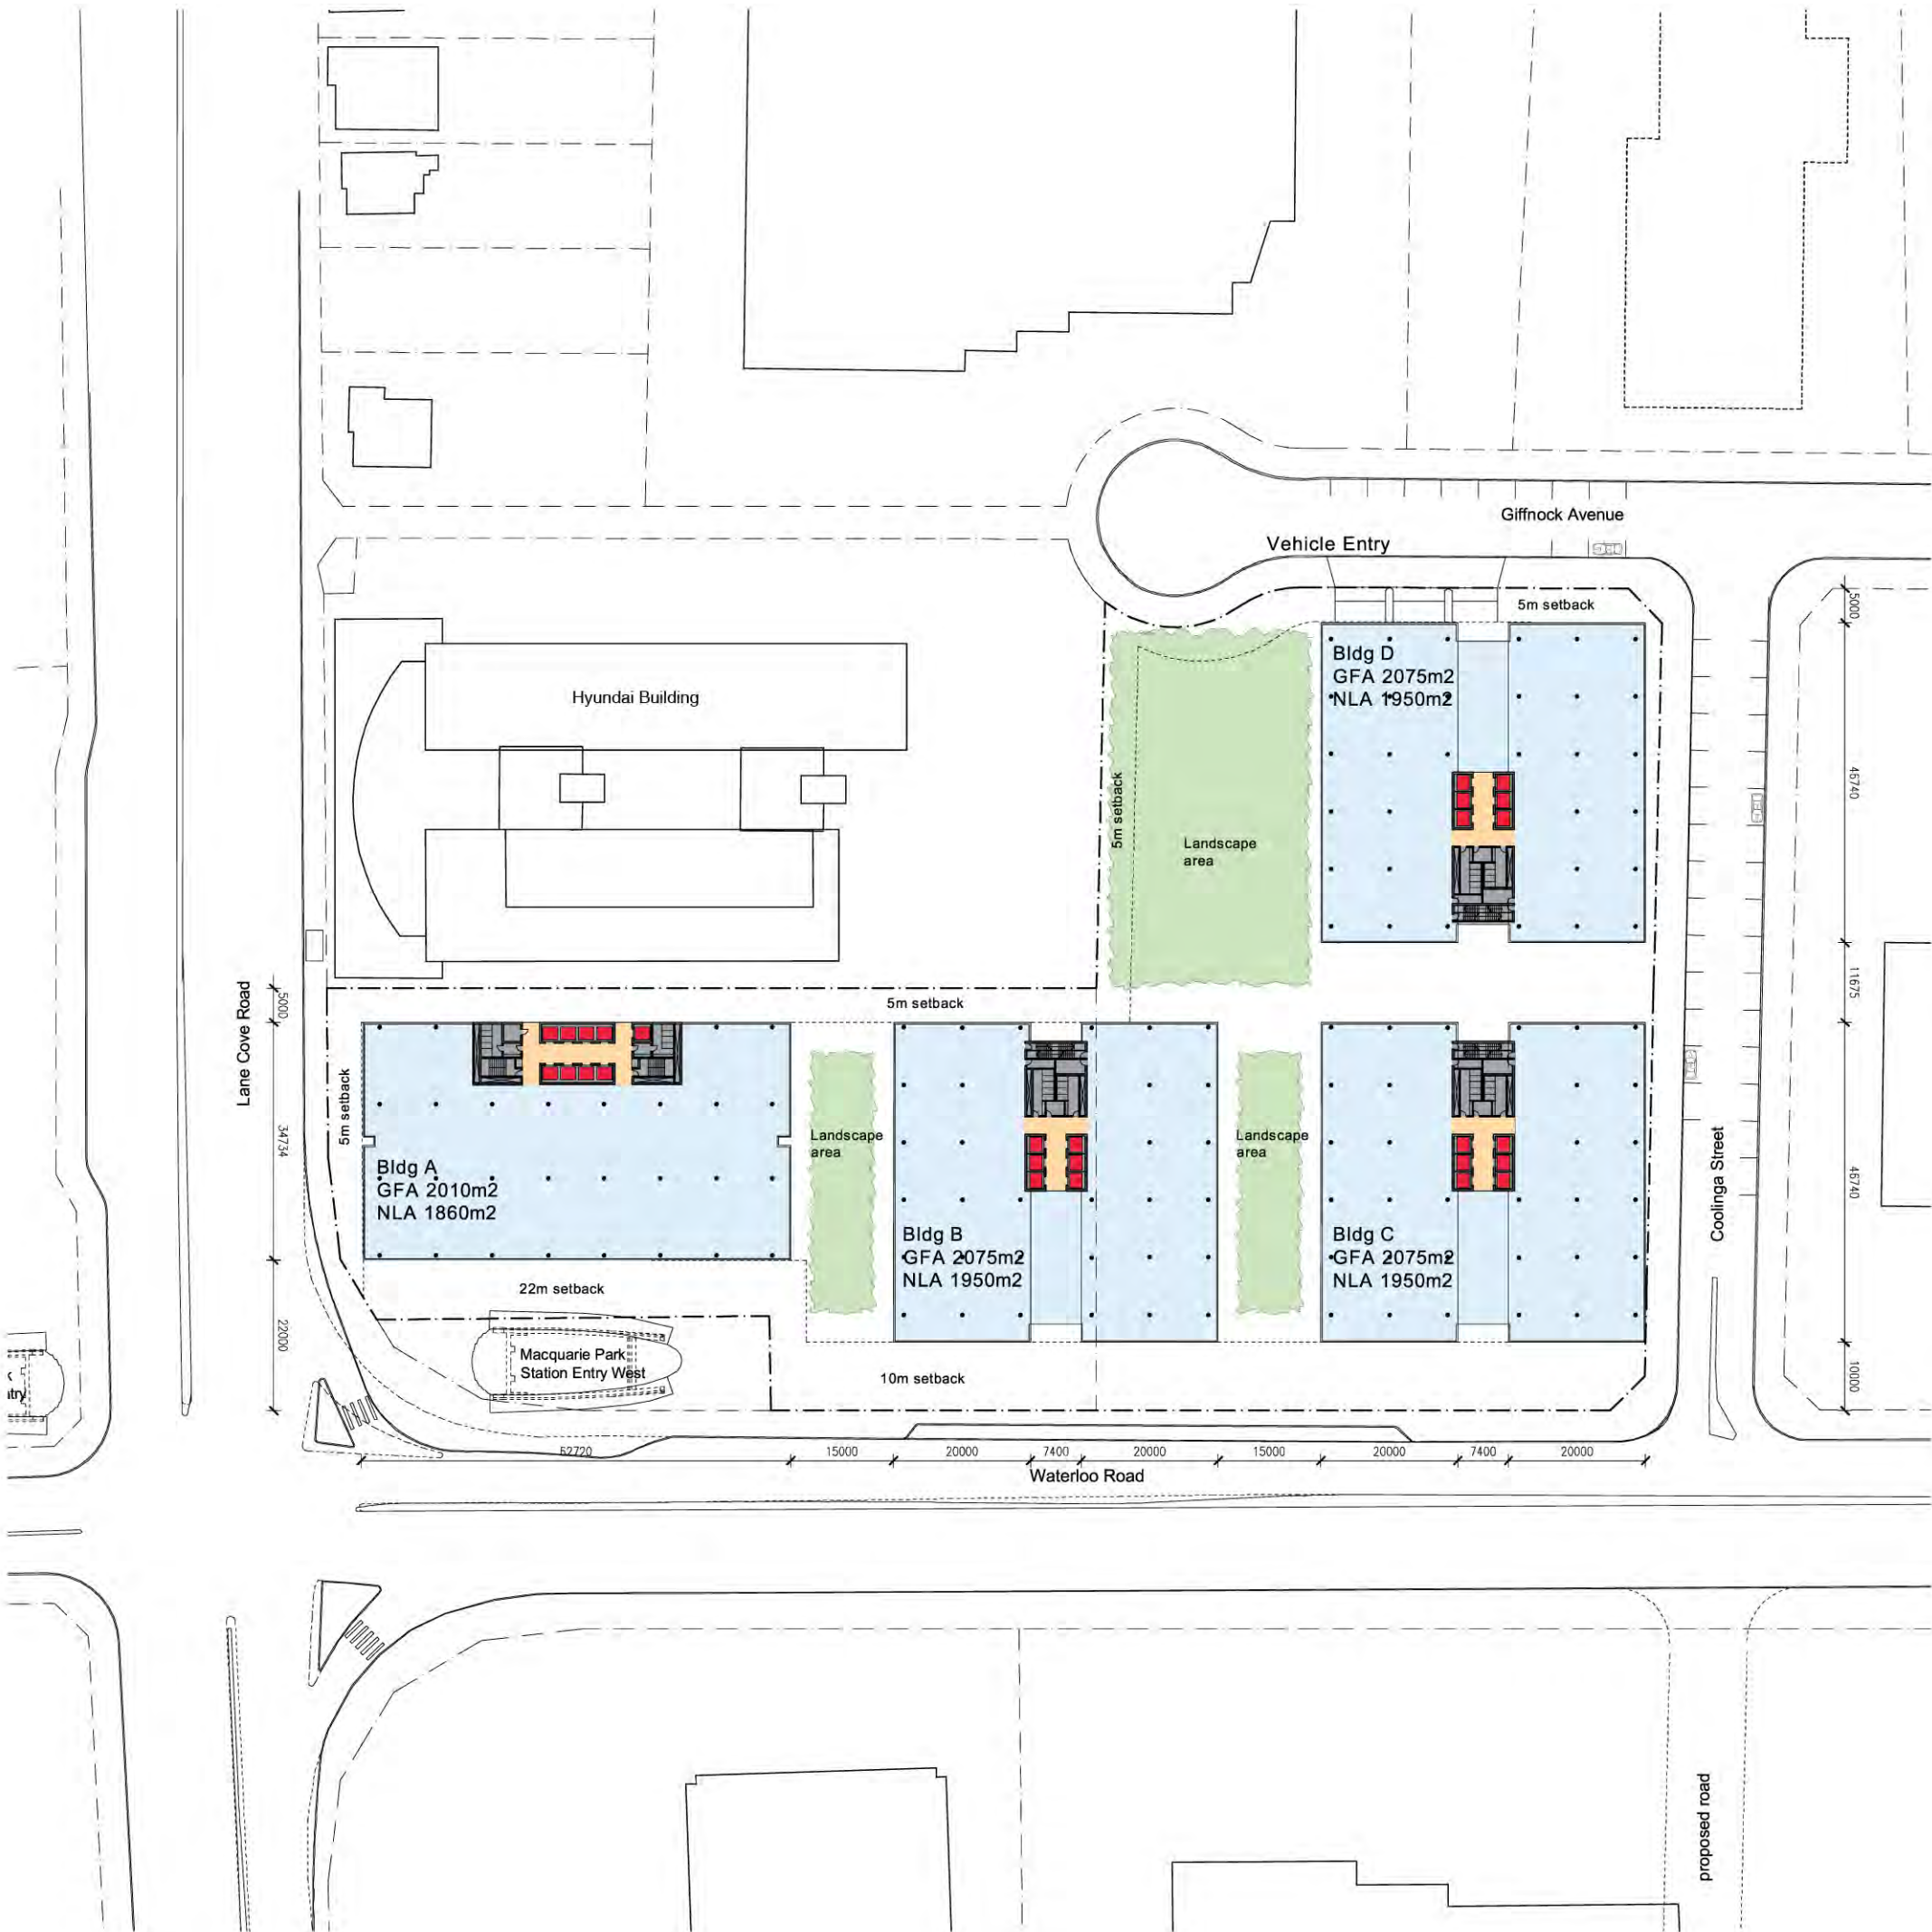 Giffnock Avenue
Vehicle Entry
5m setback
5000
Bldg D
GFA 2075m2
NLA 1950m2
Hyundai Building
5m setback
46740
Landscape
area
11675
Lane Cove Road
5000
5m setback
5m setback
34734
Landscape
area
Landscape
area
Bldg A
GFA 2010m2
NLA 1860m2
Coolinga Street
46740
Bldg B
GFA 2075m2
NLA 1950m2
Bldg C
GFA 2075m2
NLA 1950m2
22m setback
22000
Macquarie Park
Station Entry West
10m setback
10000
52720
15000
20000
7400
20000
15000
20000
7400
20000
Waterloo Road
proposed road